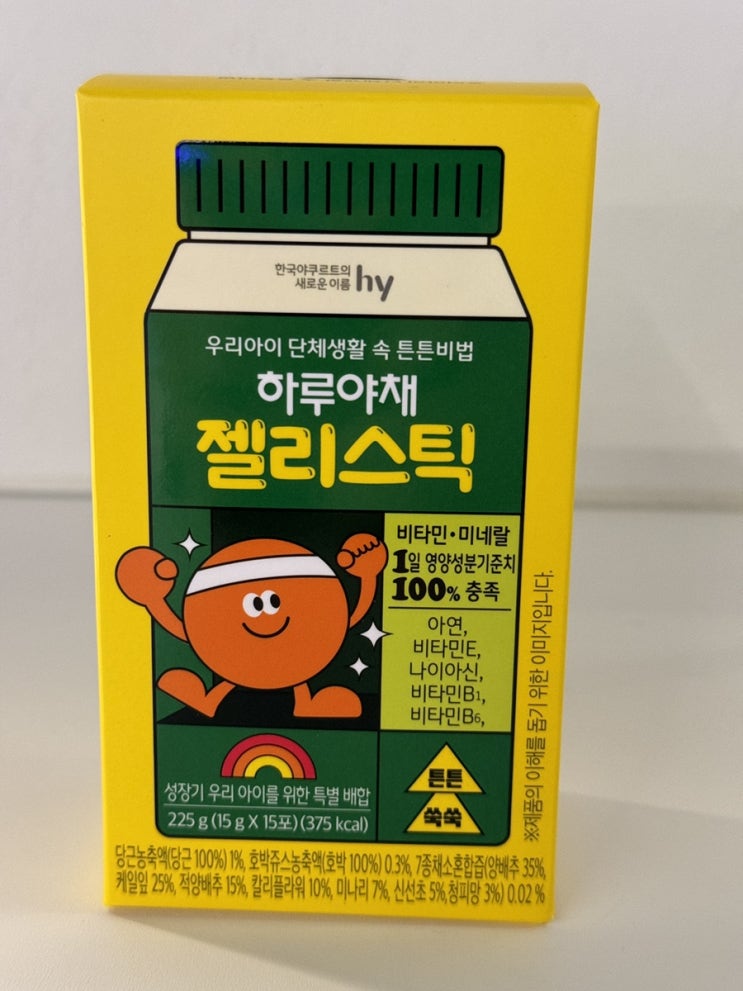 한국야쿠르트의
새로운 이름 hy
우리아이 단체생활 속 튼튼비법
하루야채
젤리스틱
비타민·미네랄
1일 영양성분기준치
100% 충족
아연,
비타민E,
나이아신,
비타민B1,
비타민B6,
튼튼
쑥쑥
성장기 우리 아이를 위한 특별 배합
225 g (15 g X 15포) (375 kcal)
※제품의 이해를 돕기 위한 이미지입니다.
당근농축액(당근 100%) 1%, 호박쥬스농축액(호박 100%) 0.3%, 7종채소혼합즙(양배추 35%,
케일잎 25%, 적양배추 15%, 칼리플라워 10%, 미나리 7%, 신선초 5%,청피망 3%) 0.02 %